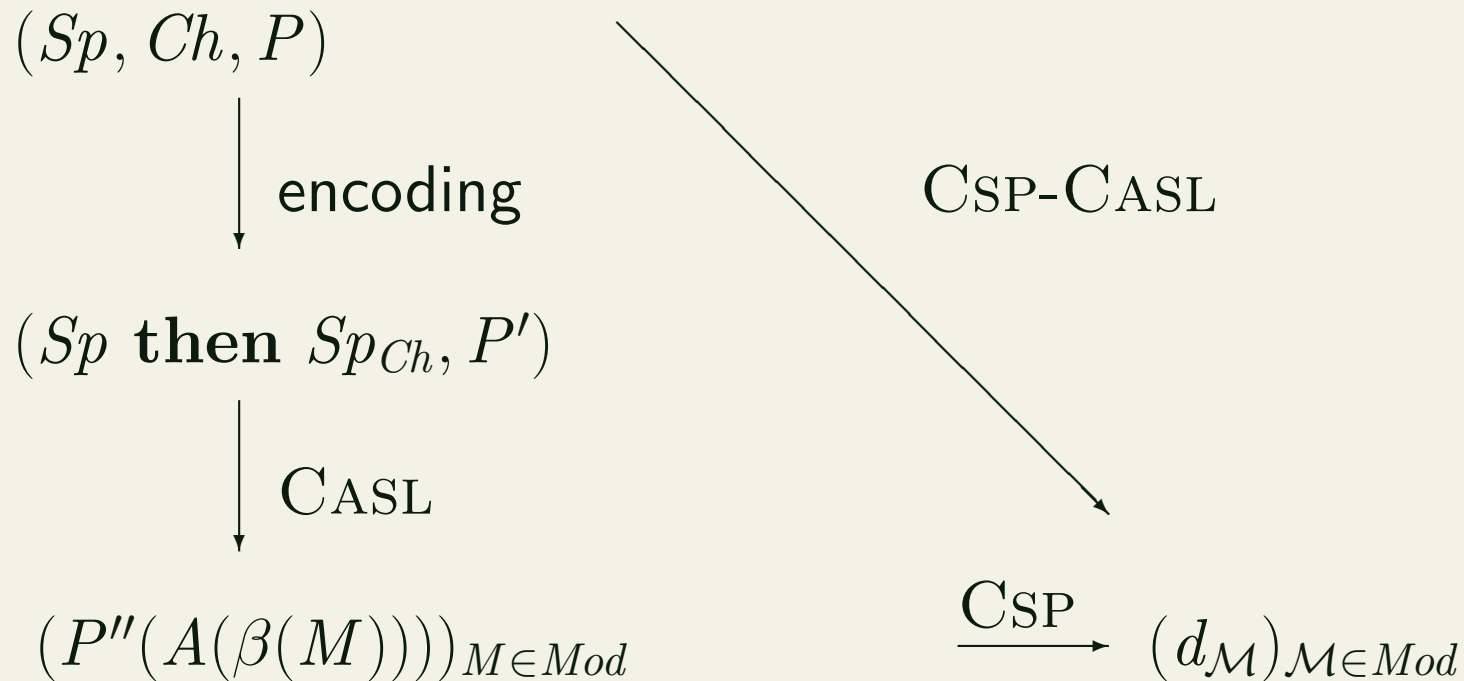 (Sp, Ch, P)
encoding
CSP-CASL
(Sp then Sp_Ch, P′)
CASL
CSP
(P″(A(β(M))))_{M∈Mod}
(d_ℳ)_{ℳ∈Mod}